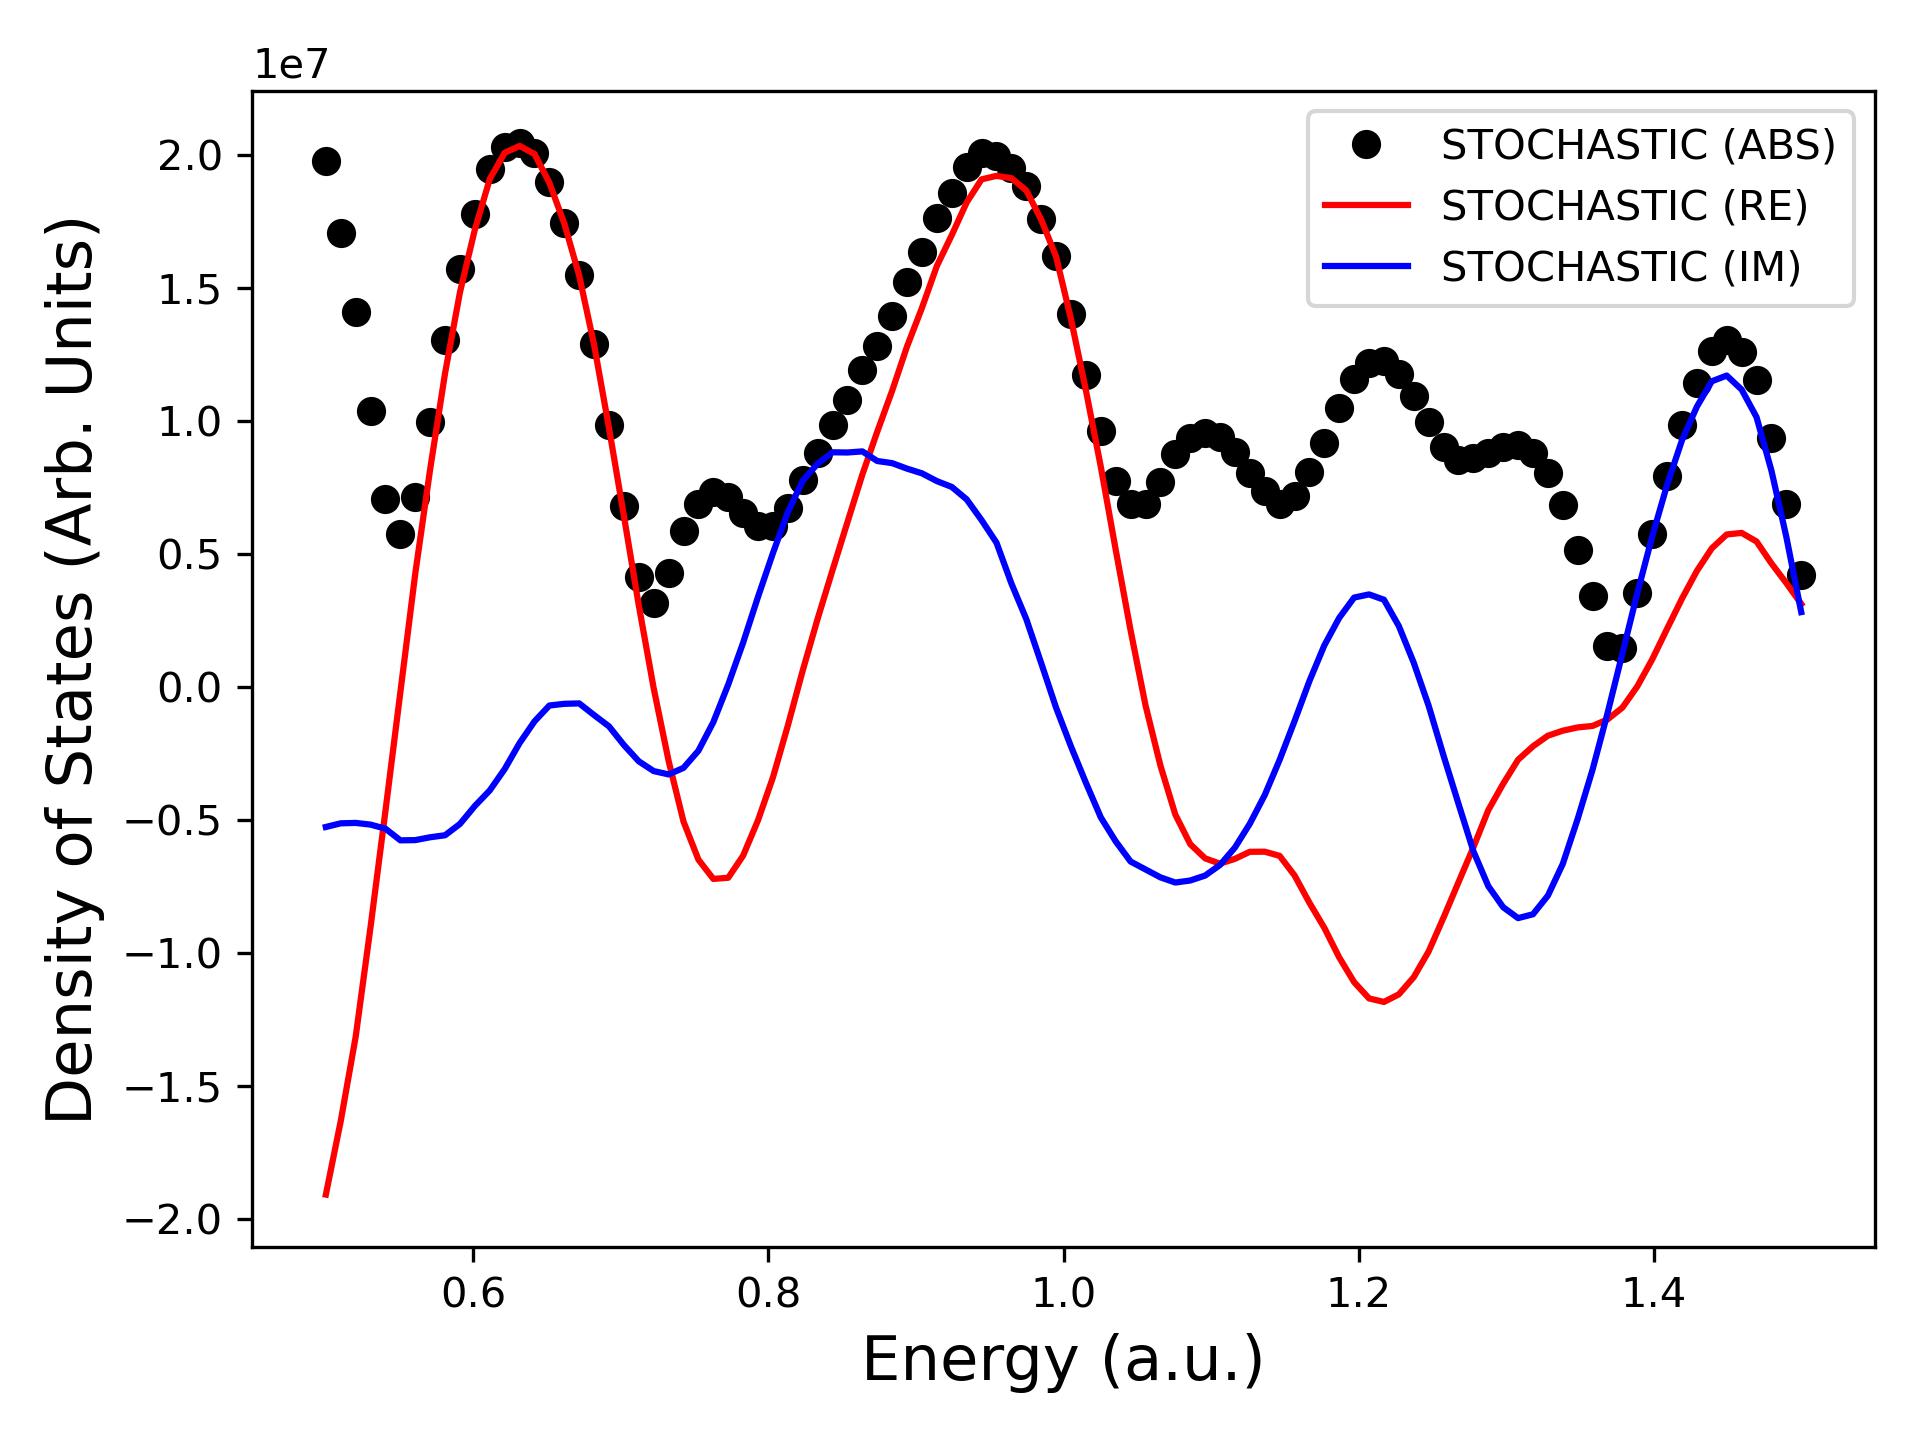 1e7
STOCHASTIC (ABS)
STOCHASTIC (RE)
STOCHASTIC (IM)
2.0
1.5
1.0
0.5
0.0
−0.5
−1.0
−1.5
−2.0
Density of States (Arb. Units)
0.6 0.8 1.0 1.2 1.4
Energy (a.u.)